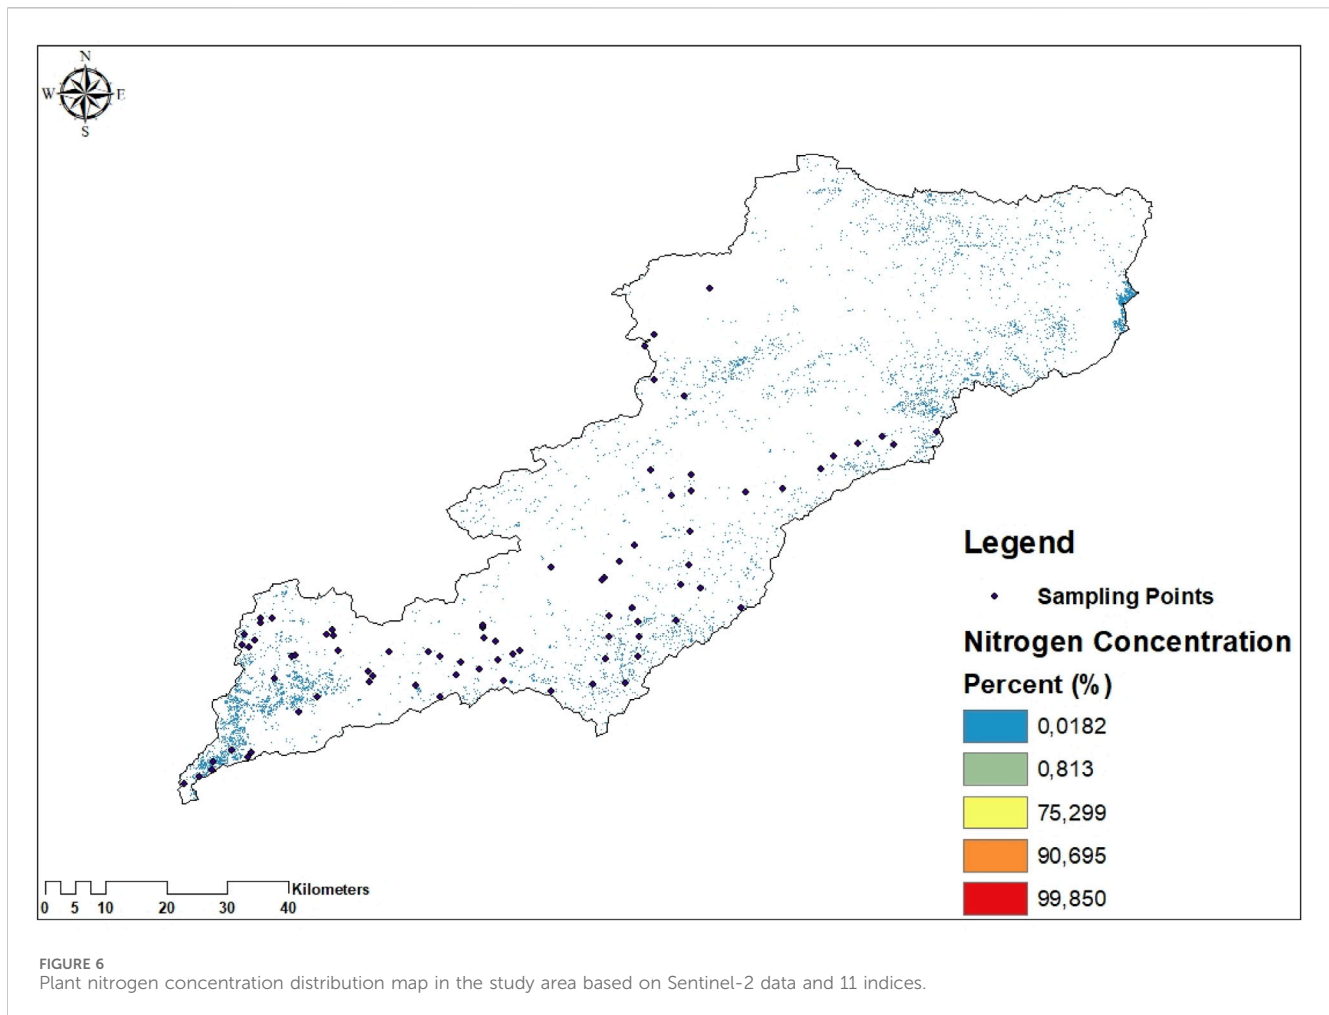 N
W E
S
Legend
Sampling Points
Nitrogen Concentration
Percent (%)
0,0182
0,813
75,299
90,695
99,850
Kilometers
0 5 10 20 30 40
FIGURE 6
Plant nitrogen concentration distribution map in the study area based on Sentinel-2 data and 11 indices.